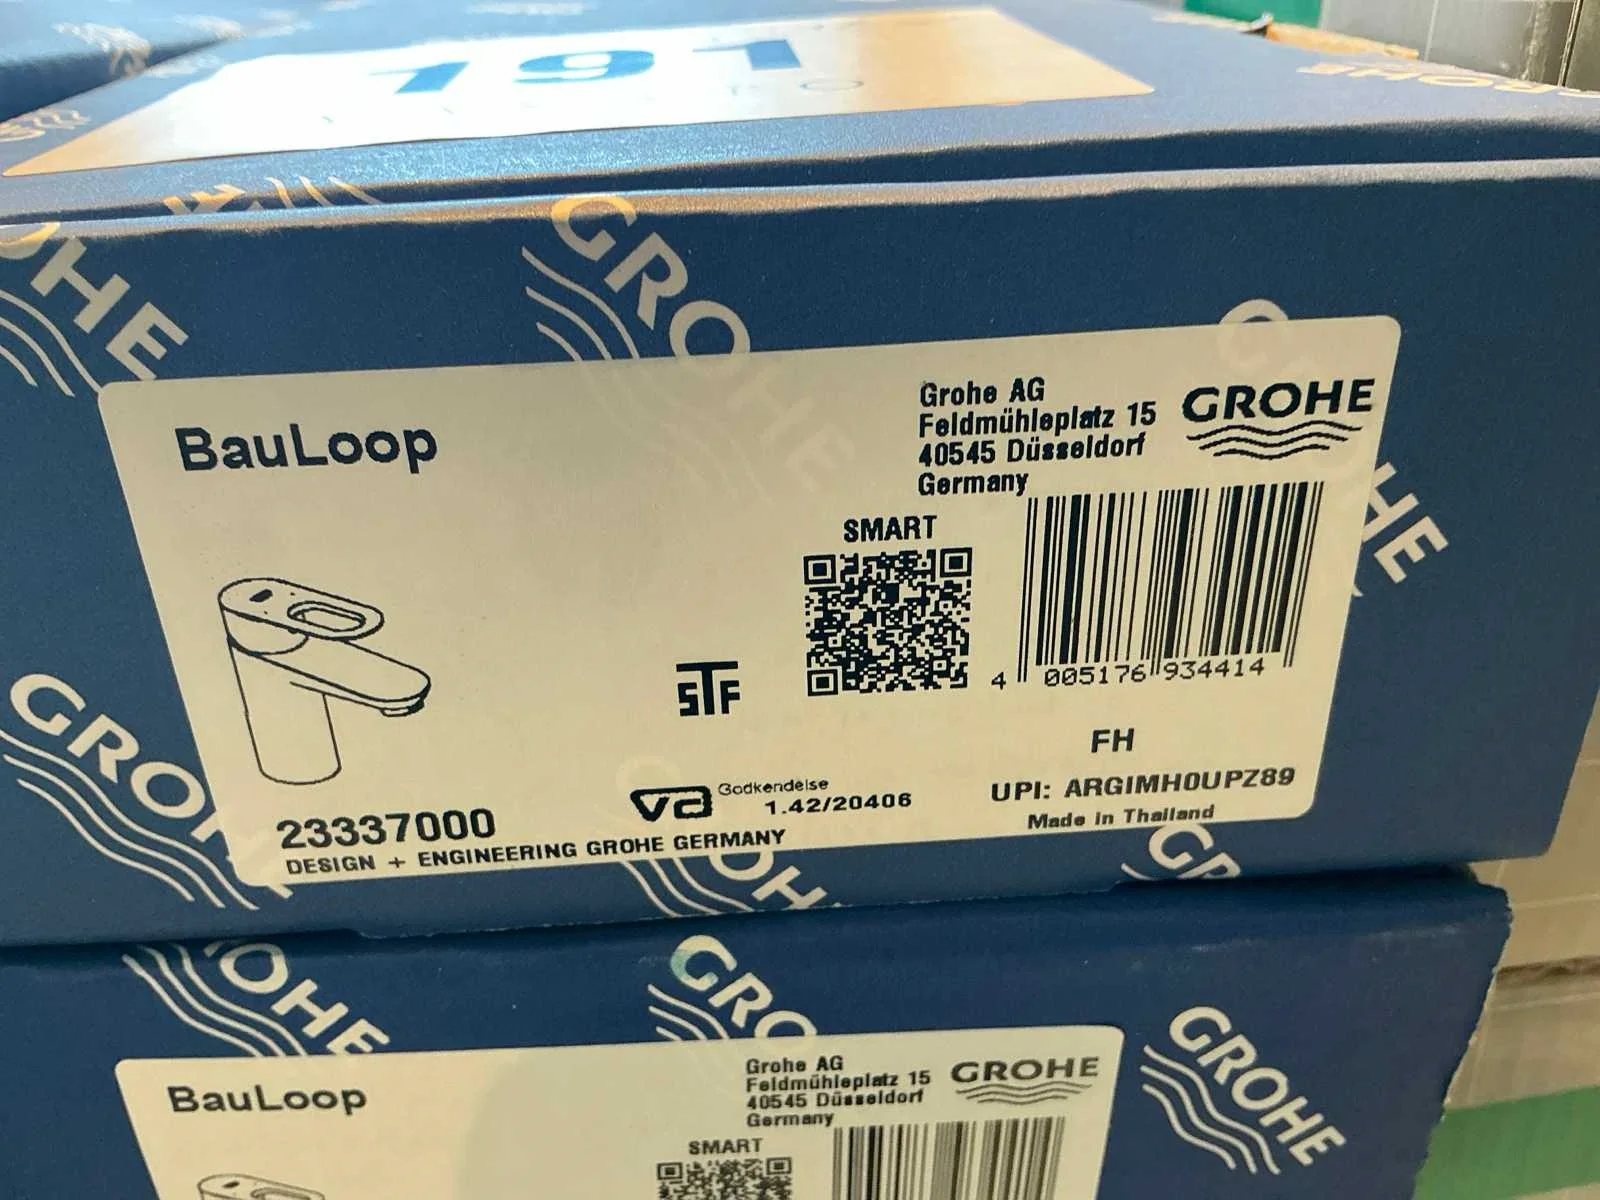 191
GROHE
GROHE
GROHE
GROHE
BauLoop
Grohe AG
Feldmühleplatz 15
40545 Düsseldorf
Germany
GROHE
SMART
STF
4 005176 934414
FH
va Godkendelse
1.42/20406
UPI: ARGIMH0UPZ89
Made in Thailand
23337000
DESIGN + ENGINEERING GROHE GERMANY
GROHE
GROHE
GROHE
BauLoop
Grohe AG
Feldmühleplatz 15
40545 Düsseldorf
Germany
GROHE
SMART